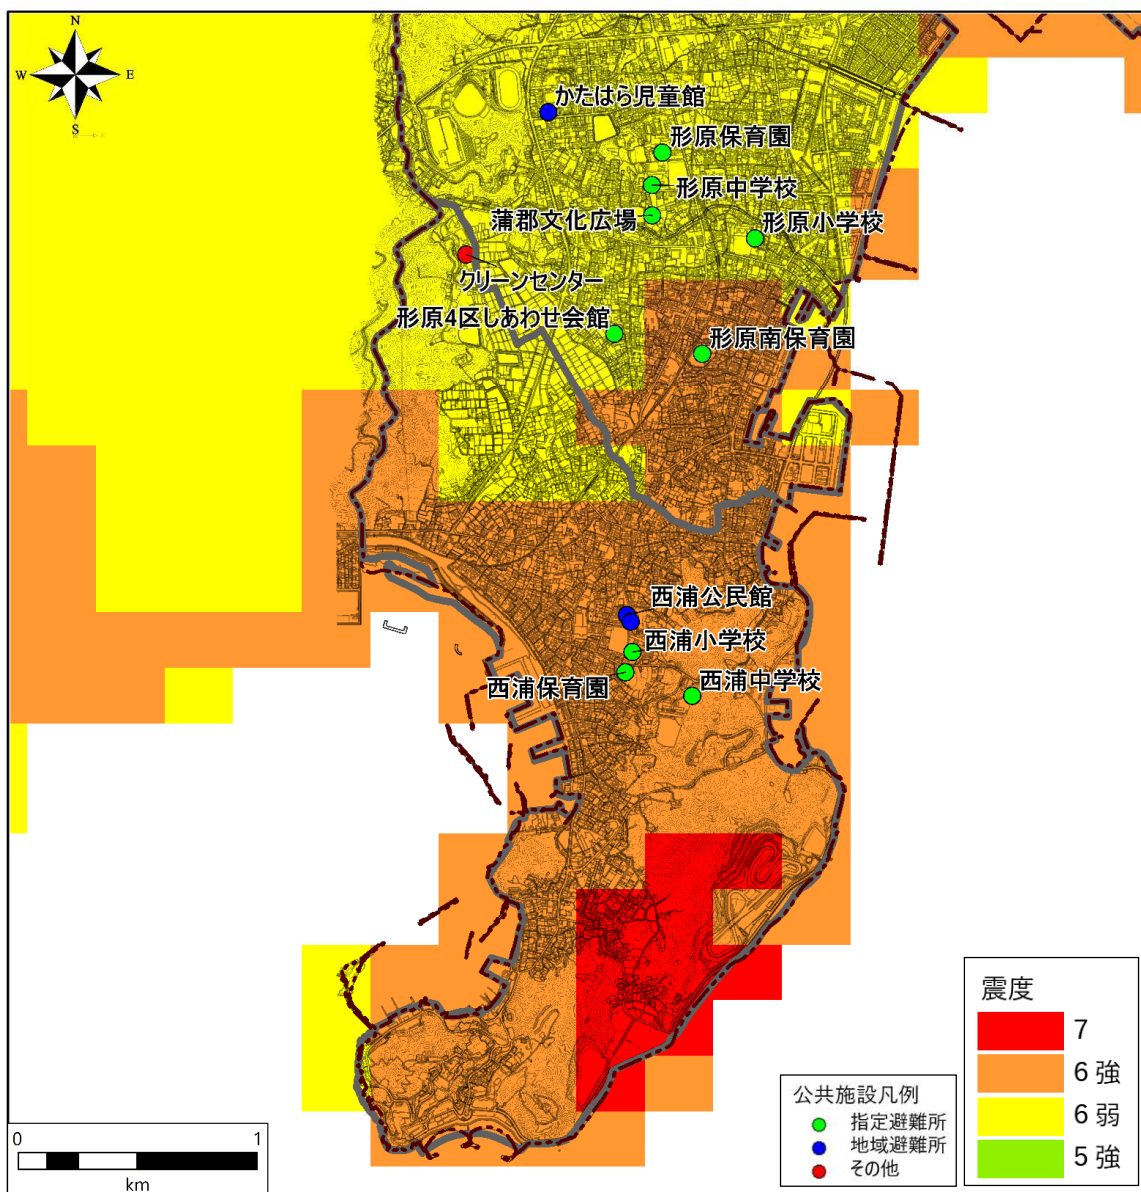 N
W E
S
かたはら児童館
形原保育園
形原中学校
蒲郡文化広場
形原小学校
クリーンセンター
形原4区しあわせ会館
形原南保育園
西浦公民館
西浦小学校
西浦保育園
西浦中学校
震度
7
6強
6弱
5強
公共施設凡例
指定避難所
地域避難所
その他
0 1
km